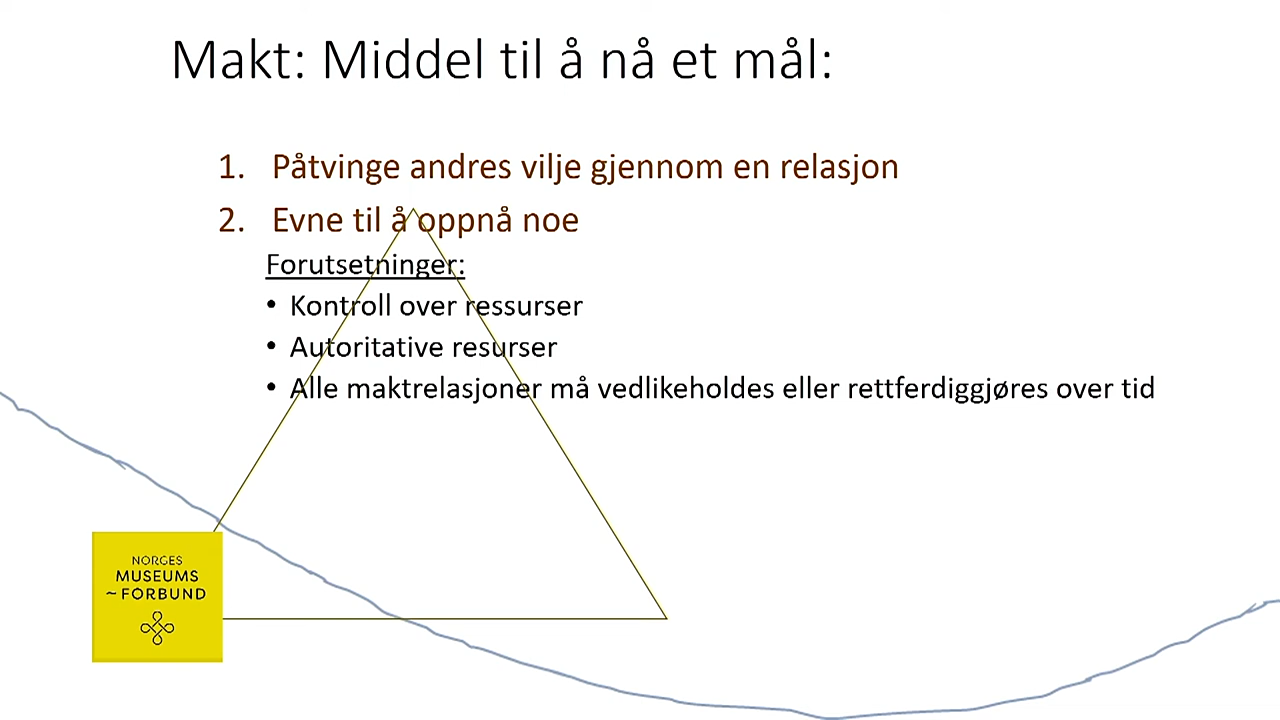 Makt: Middel til å nå et mål:
1. Påtvinge andres vilje gjennom en relasjon
2. Evne til å oppnå noe
Forutsetninger:
• Kontroll over ressurser
• Autoritative resurser
• Alle maktrelasjoner må vedlikeholdes eller rettferdiggjøres over tid
NORGES
MUSEUMS
~FORBUND